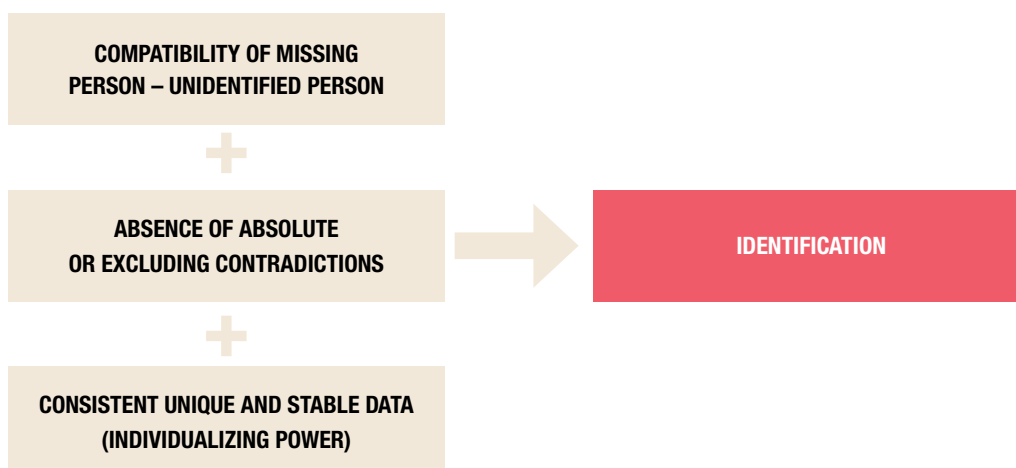 COMPATIBILITY OF MISSING
PERSON – UNIDENTIFIED PERSON
+
ABSENCE OF ABSOLUTE
OR EXCLUDING CONTRADICTIONS
IDENTIFICATION
+
CONSISTENT UNIQUE AND STABLE DATA
(INDIVIDUALIZING POWER)